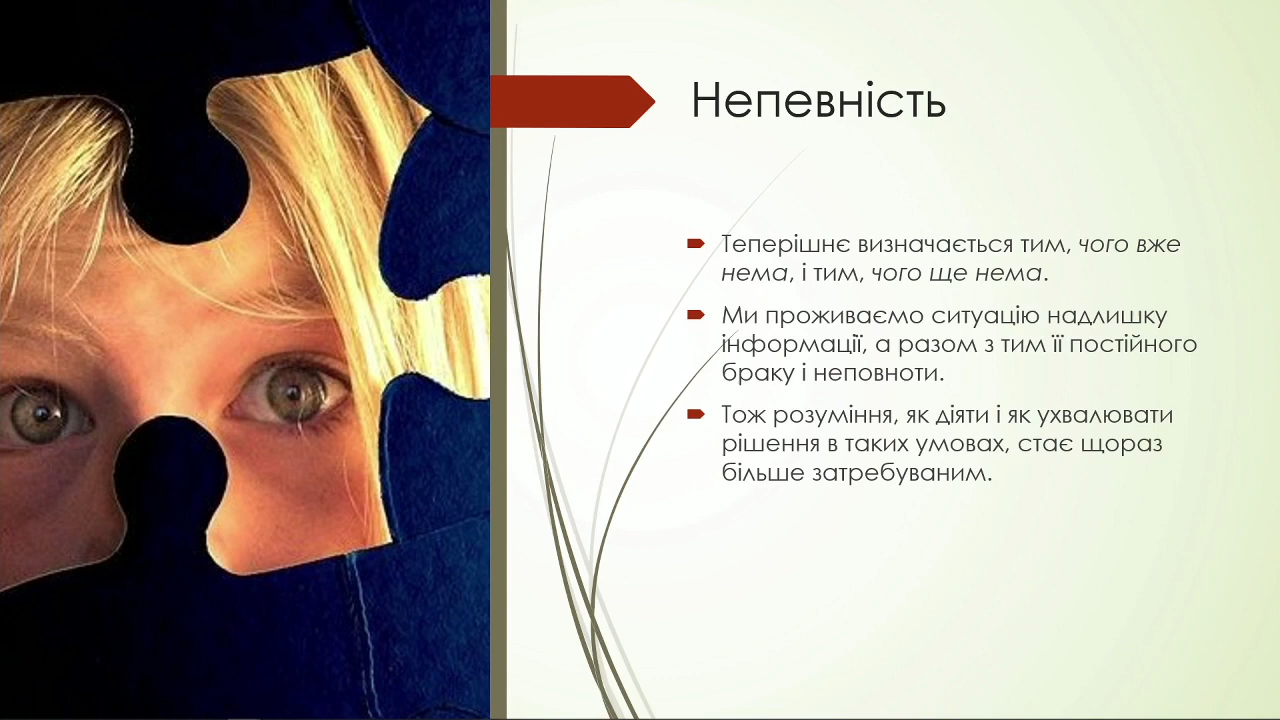 Непевність
Теперішнє визначається тим, чого вже
нема, і тим, чого ще нема.
Ми проживаємо ситуацію надлишку
інформації, а разом з тим її постійного
браку і неповноти.
Тож розуміння, як діяти і як ухвалювати
рішення в таких умовах, стає щораз
більше затребуваним.